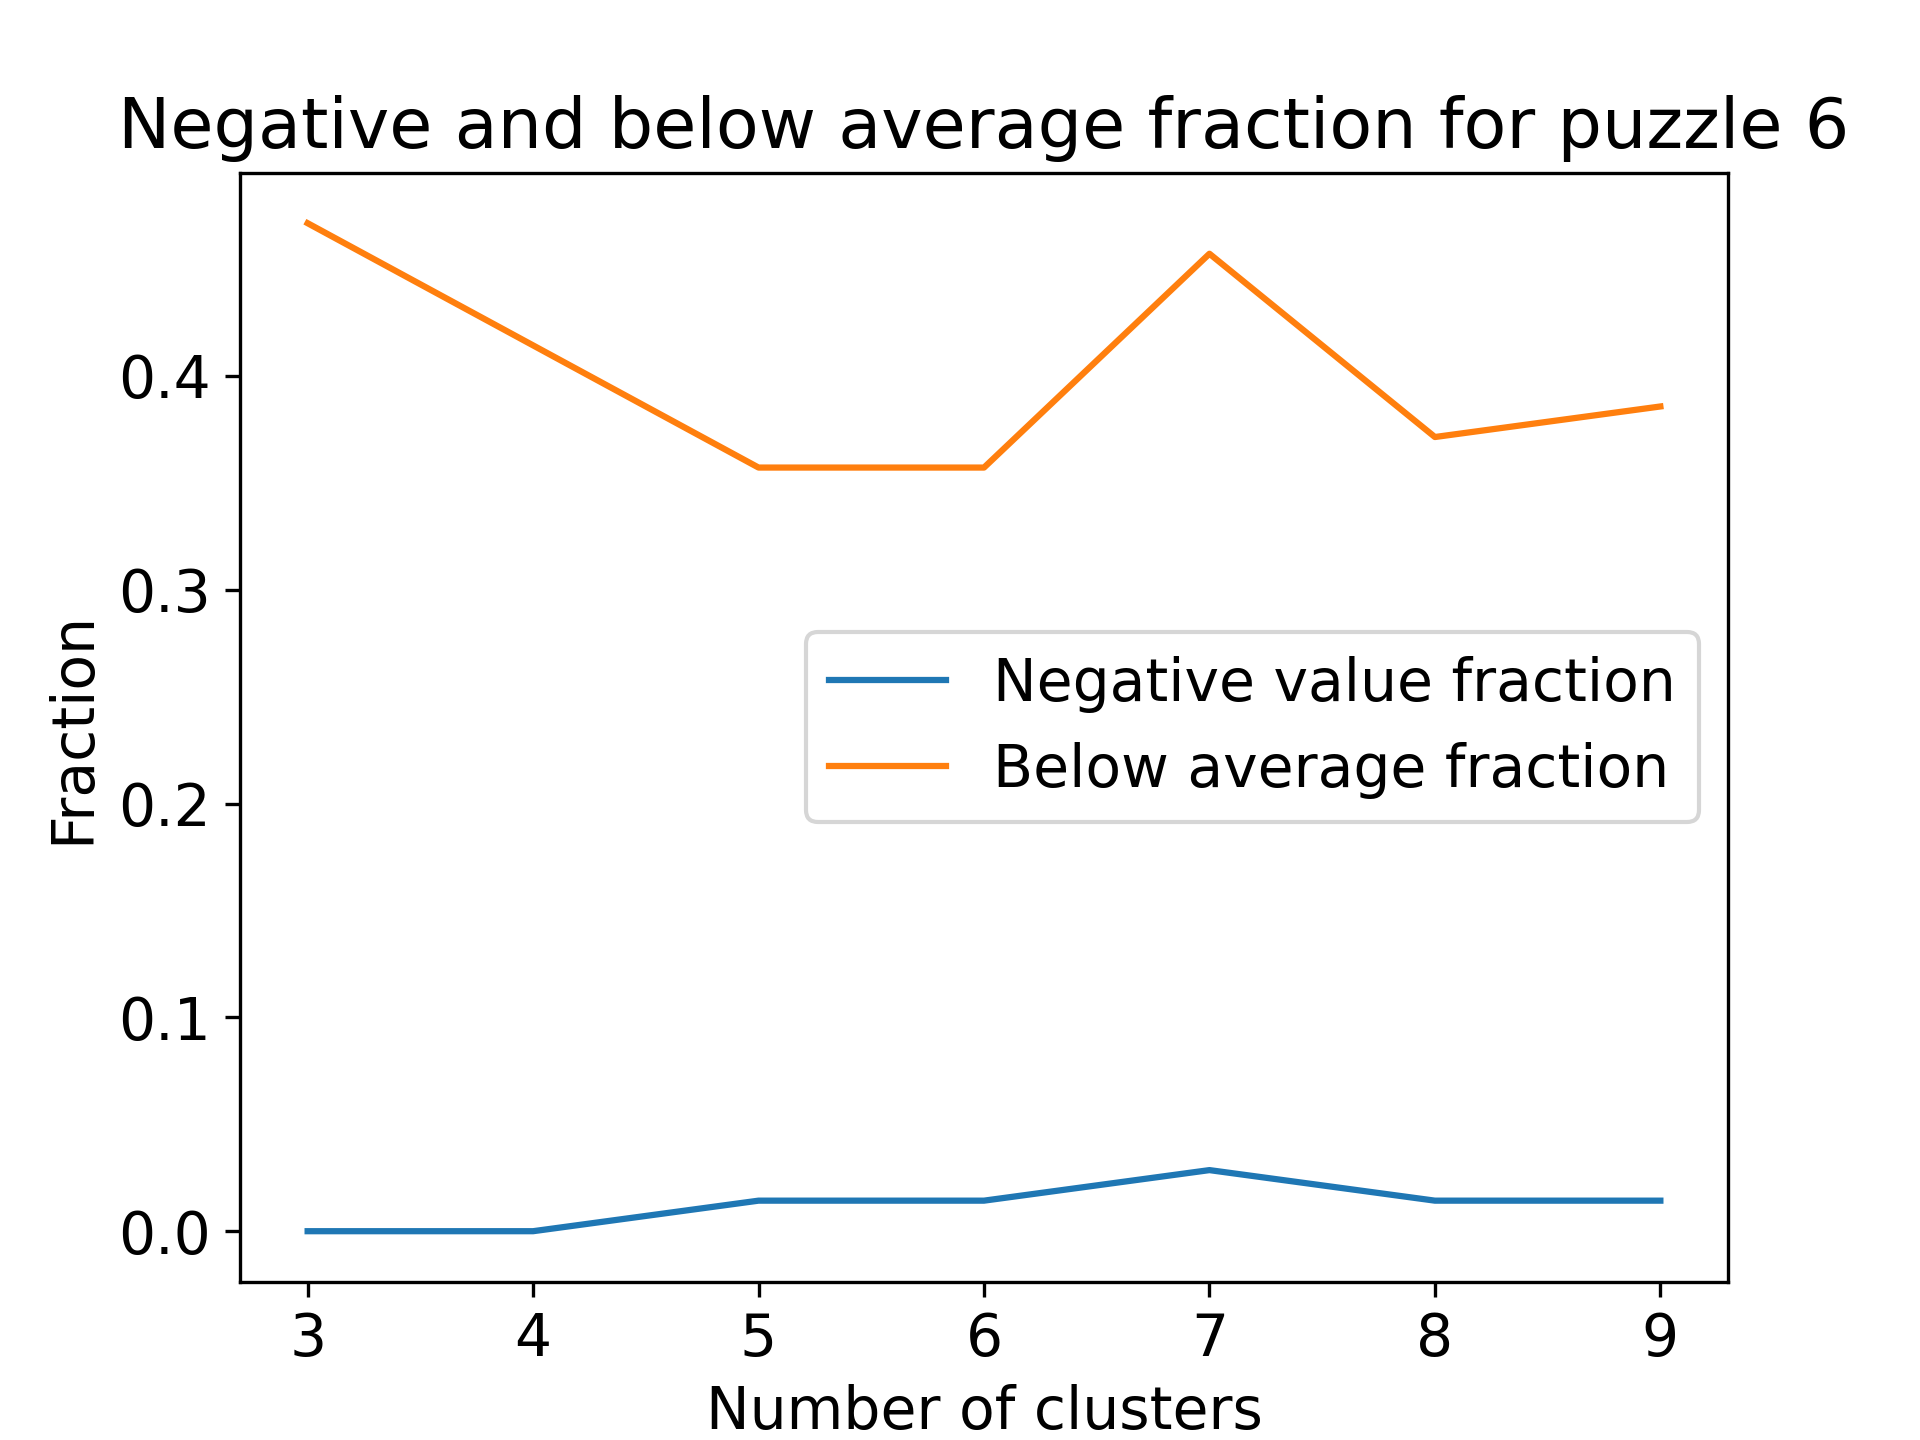 Negative and below average fraction for puzzle 6
Fraction
0.4
0.3
0.2
0.1
0.0
Negative value fraction
Below average fraction
3 4 5 6 7 8 9
Number of clusters